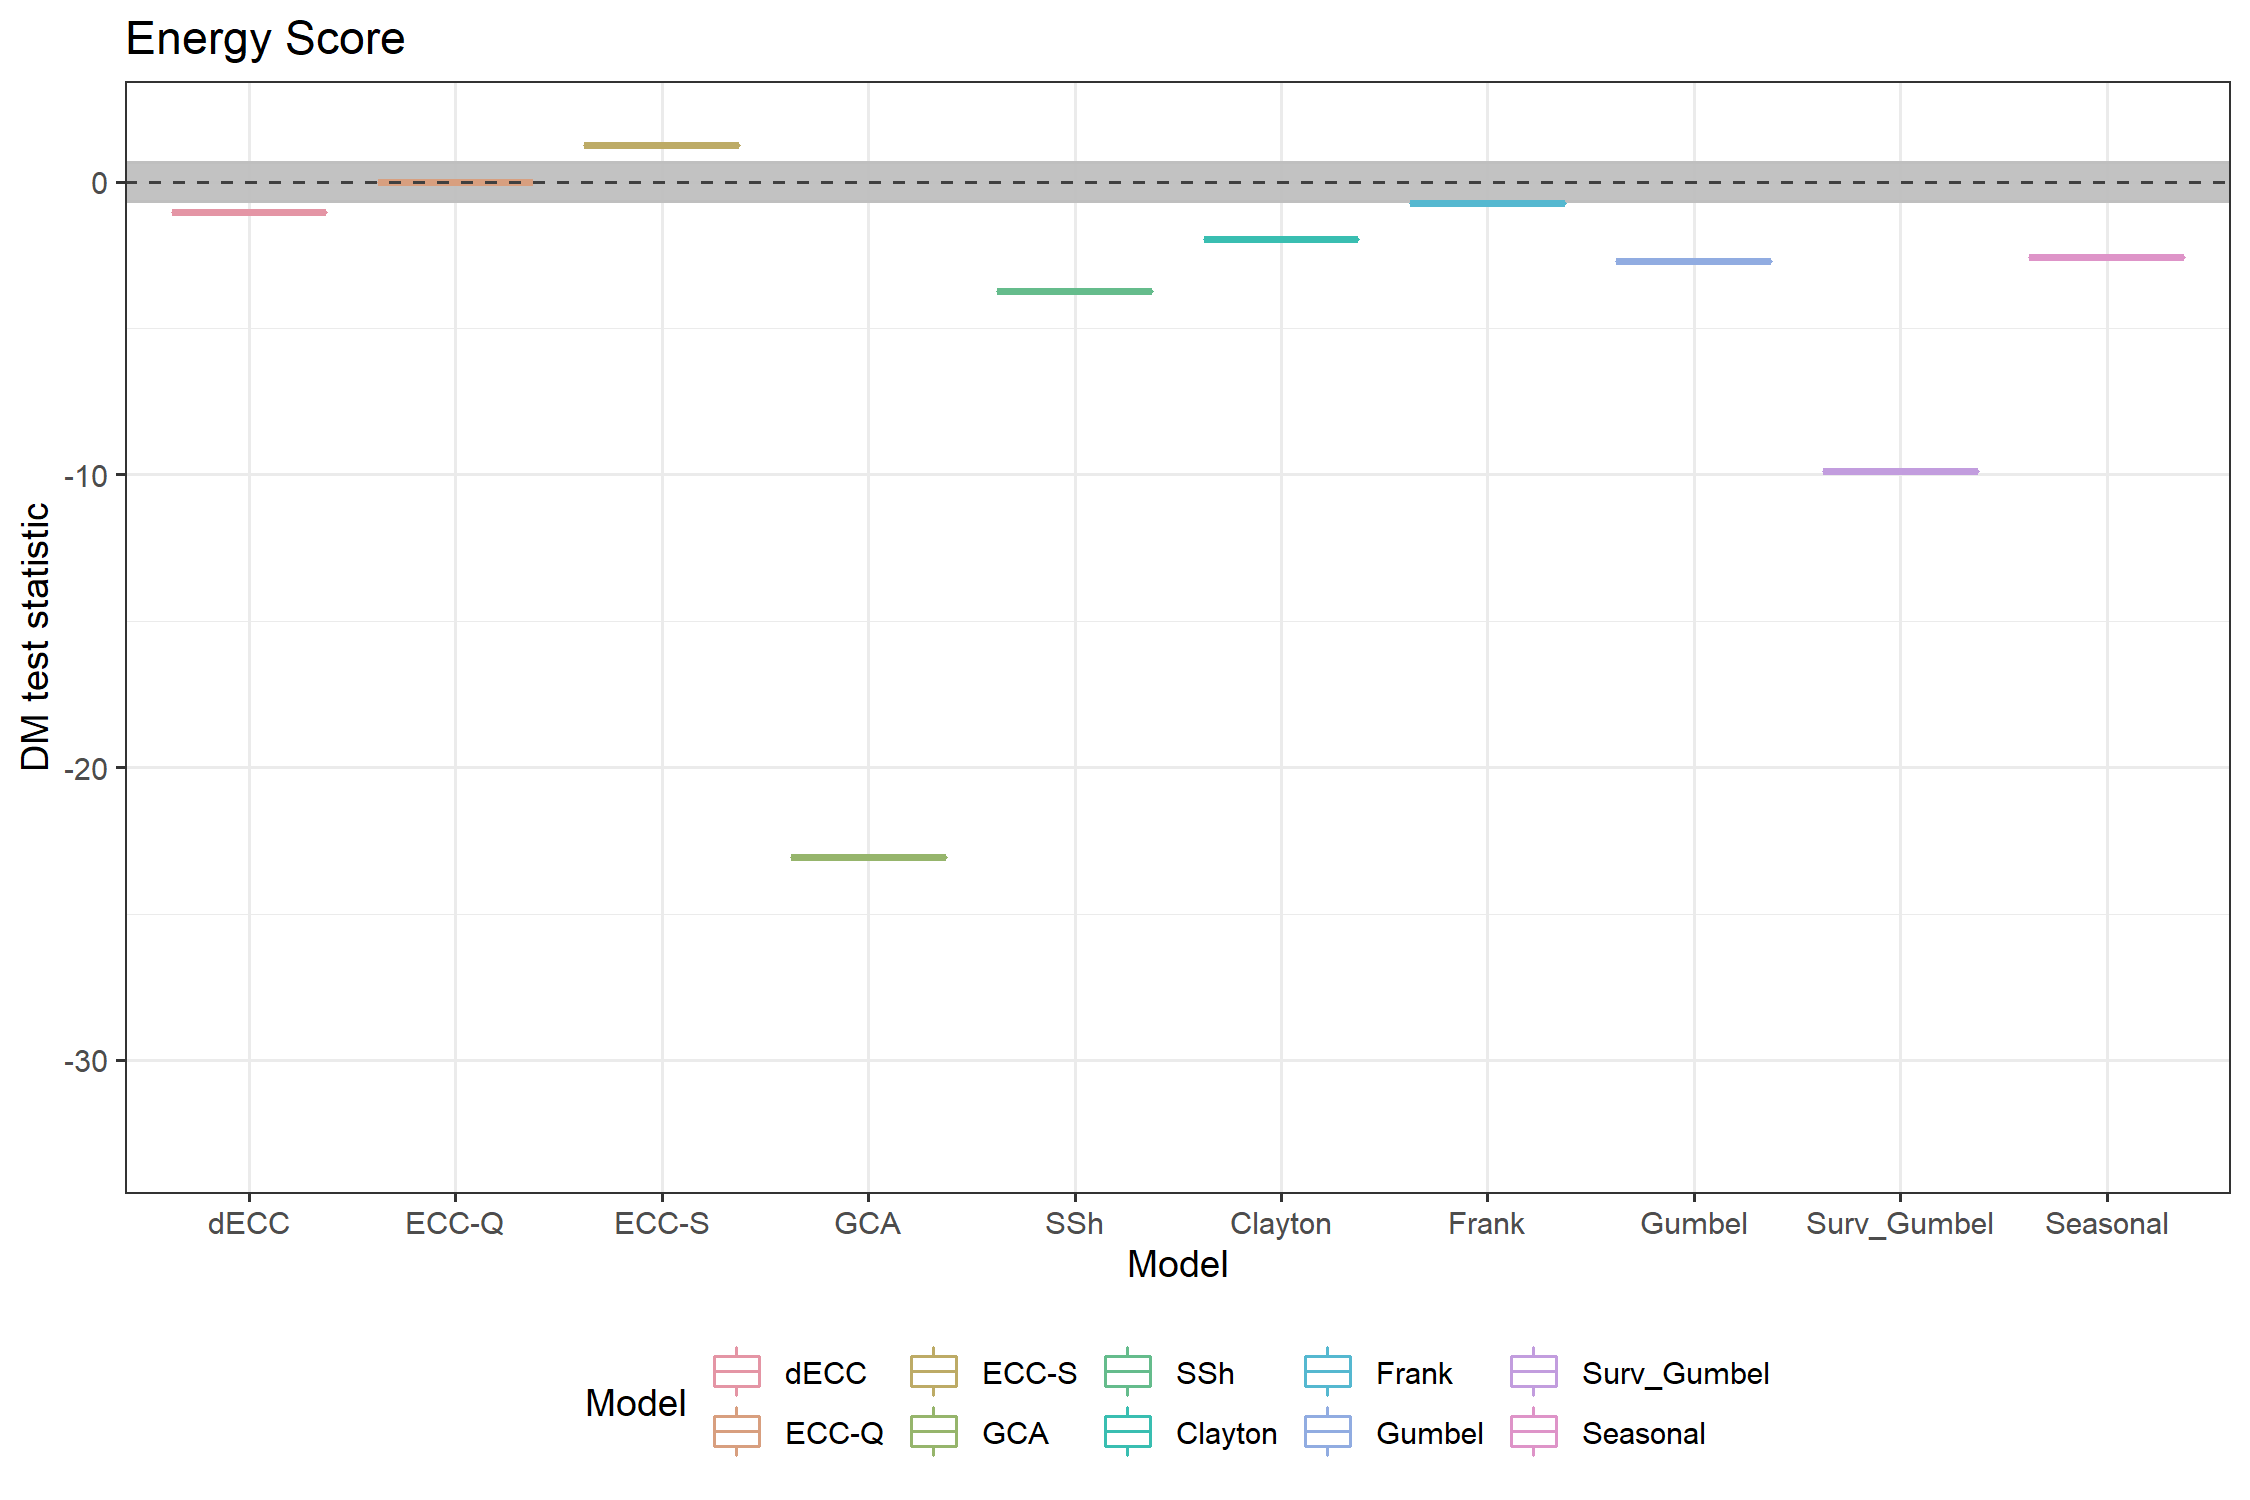 Energy Score
DM test statistic
0
-10
-20
-30
dECC ECC-Q ECC-S GCA SSh Clayton Frank Gumbel Surv_Gumbel Seasonal
Model
Model
dECC ECC-S SSh Frank Surv_Gumbel
ECC-Q GCA Clayton Gumbel Seasonal